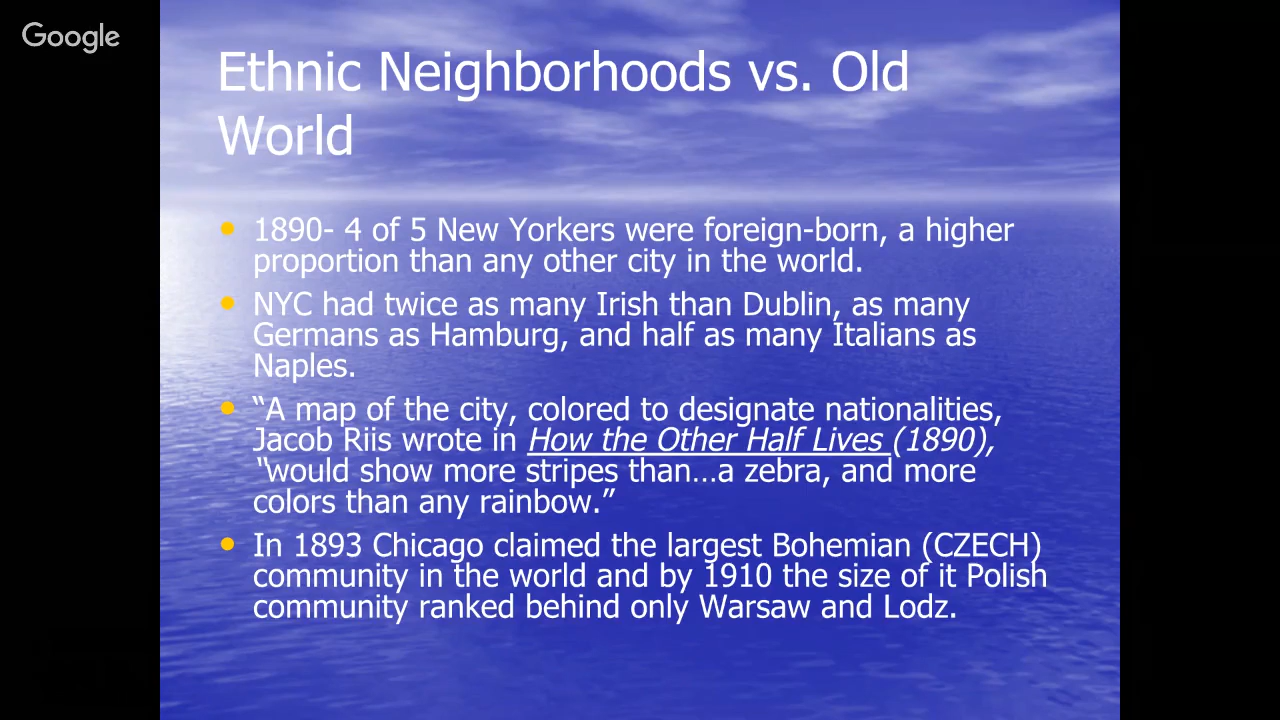 Google
Ethnic Neighborhoods vs. Old
World
• 1890- 4 of 5 New Yorkers were foreign-born, a higher
proportion than any other city in the world.
• NYC had twice as many Irish than Dublin, as many
Germans as Hamburg, and half as many Italians as
Naples.
• “A map of the city, colored to designate nationalities,
Jacob Riis wrote in How the Other Half Lives (1890),
“would show more stripes than…a zebra, and more
colors than any rainbow.”
• In 1893 Chicago claimed the largest Bohemian (CZECH)
community in the world and by 1910 the size of it Polish
community ranked behind only Warsaw and Lodz.